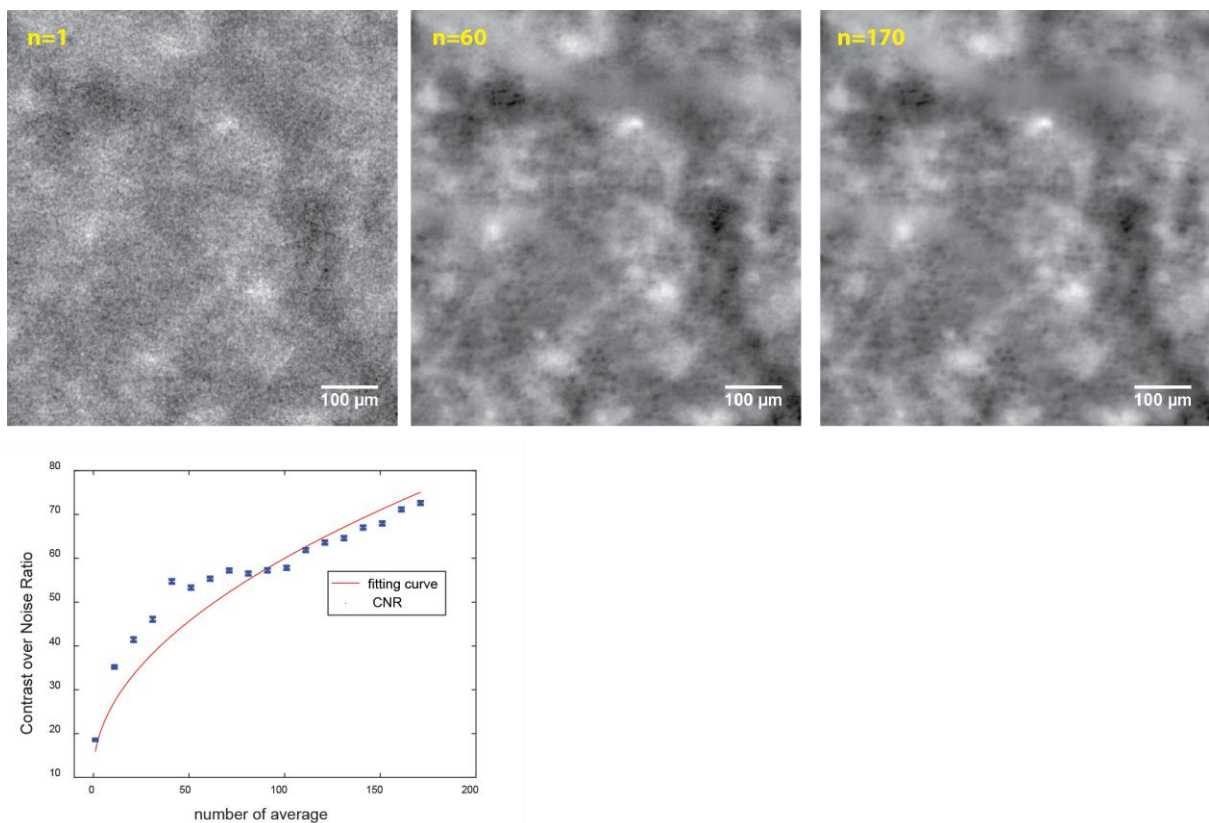 n=1
n=60
n=170
100 µm
100 µm
100 µm
80
70
60
50
40
30
20
10
Contrast over Noise Ratio
fitting curve
CNR
0
50
100
150
200
number of average